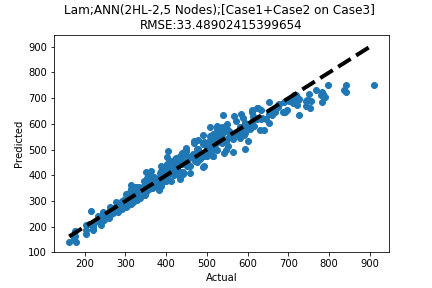 Lam;ANN(2HL-2,5 Nodes);[Case1+Case2 on Case3]
RMSE:33.48902415399654
900
800
700
600
500
400
300
200
100
Predicted
200 300 400 500 600 700 800 900
Actual